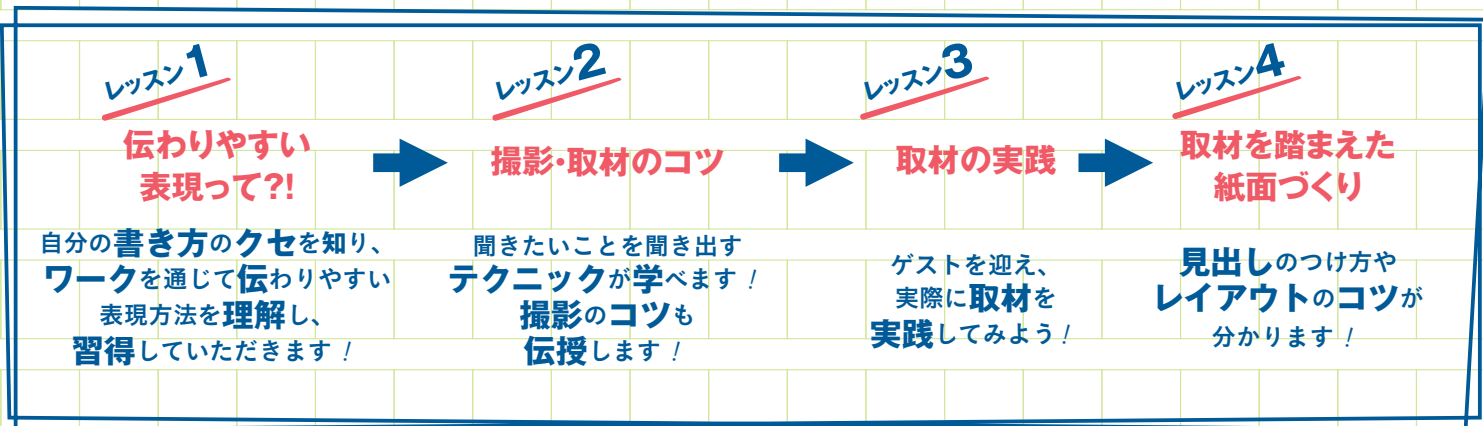 レッスン1
伝わりやすい
表現って?!
自分の書き方のクセを知り、
ワークを通じて伝わりやすい
表現方法を理解し、
習得していただきます!
レッスン2
撮影・取材のコツ
聞きたいことを聞き出す
テクニックが学べます!
撮影のコツも
伝授します!
レッスン3
取材の実践
ゲストを迎え、
実際に取材を
実践してみよう!
レッスン4
取材を踏まえた
紙面づくり
見出しのつけ方や
レイアウトのコツが
分かります!